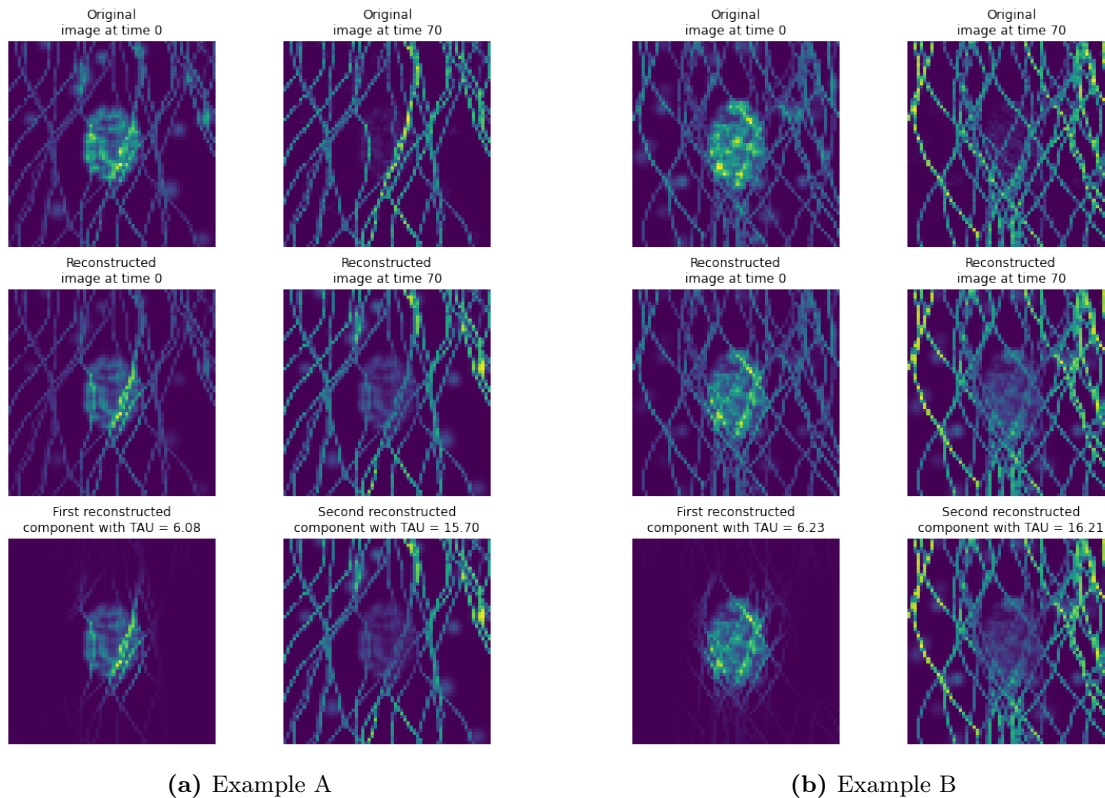 Original
image at time 0
Original
image at time 70
Reconstructed
image at time 0
Reconstructed
image at time 70
First reconstructed
component with TAU = 6.08
Second reconstructed
component with TAU = 15.70
(a) Example A
Original
image at time 0
Original
image at time 70
Reconstructed
image at time 0
Reconstructed
image at time 70
First reconstructed
component with TAU = 6.23
Second reconstructed
component with TAU = 16.21
(b) Example B